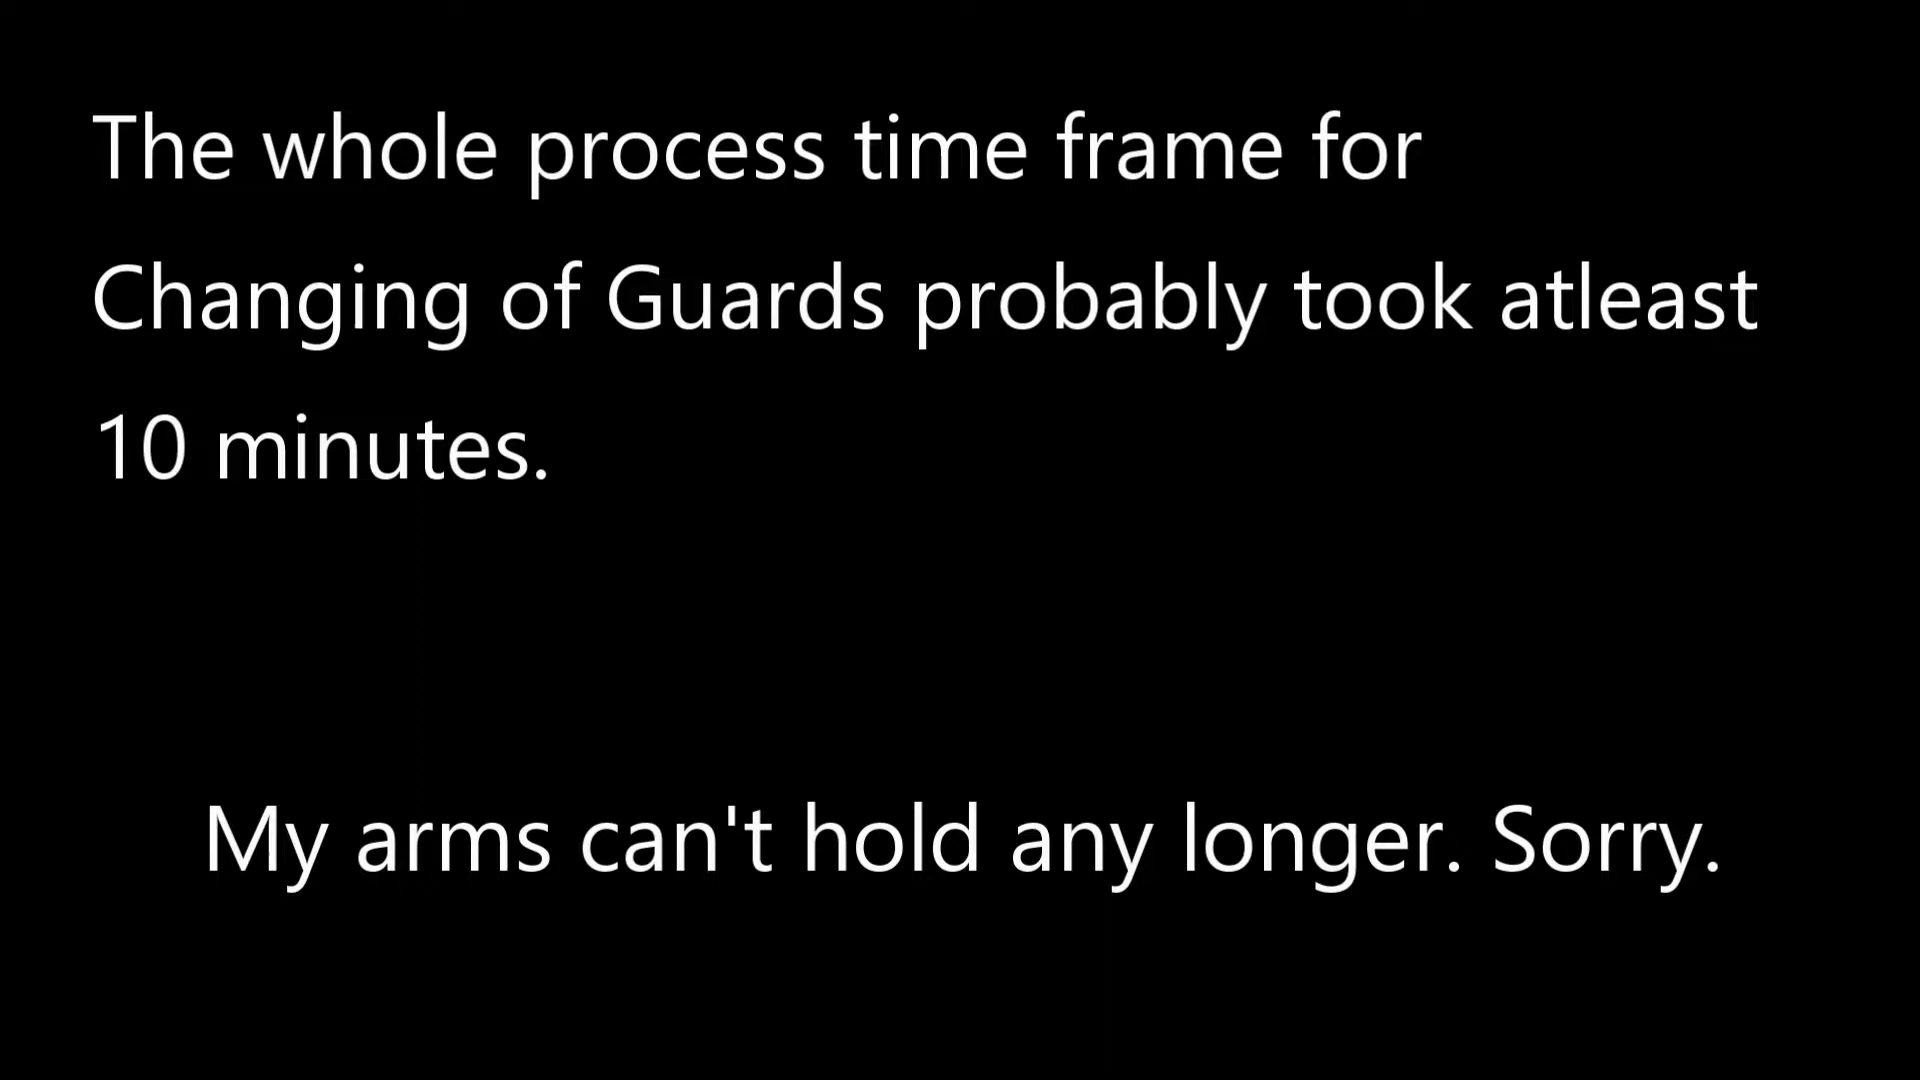 The whole process time frame for
Changing of Guards probably took atleast
10 minutes.
My arms can't hold any longer. Sorry.